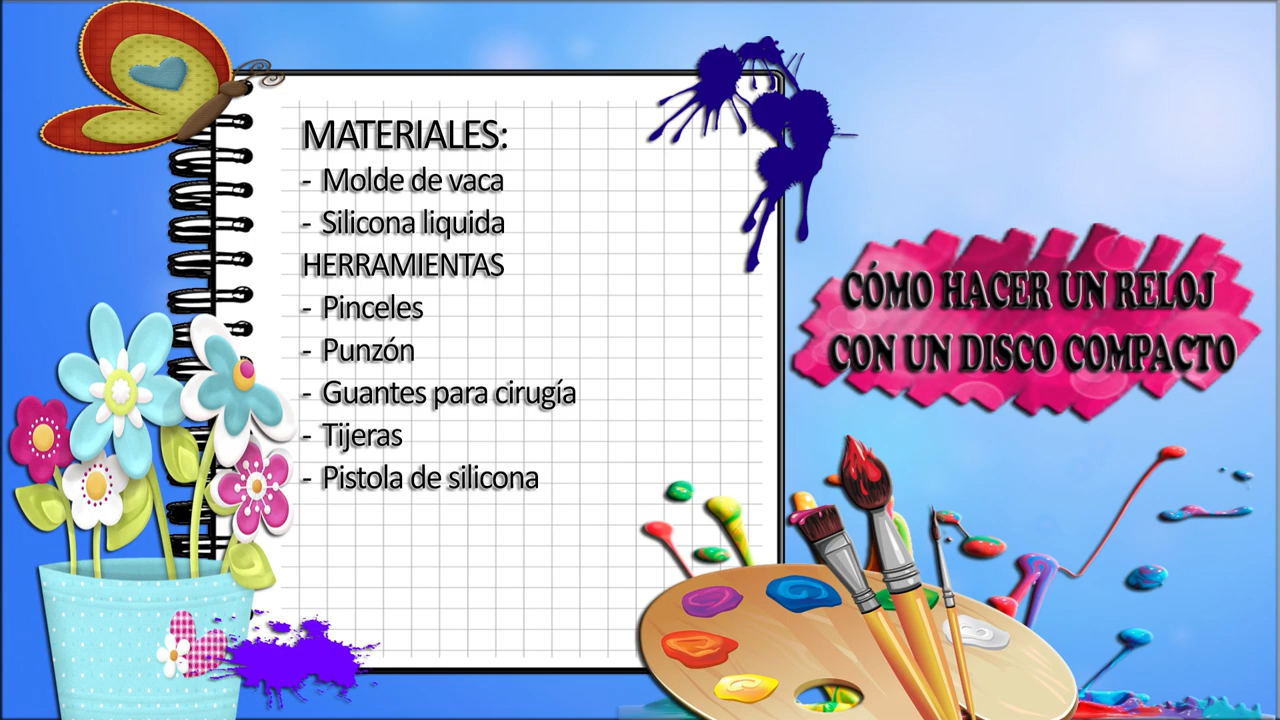 MATERIALES:
- Molde de vaca
- Silicona liquida
HERRAMIENTAS
- Pinceles
- Punzón
- Guantes para cirugía
- Tijeras
- Pistola de silicona
CÓMO HACER UN RELOJ
CON UN DISCO COMPACTO